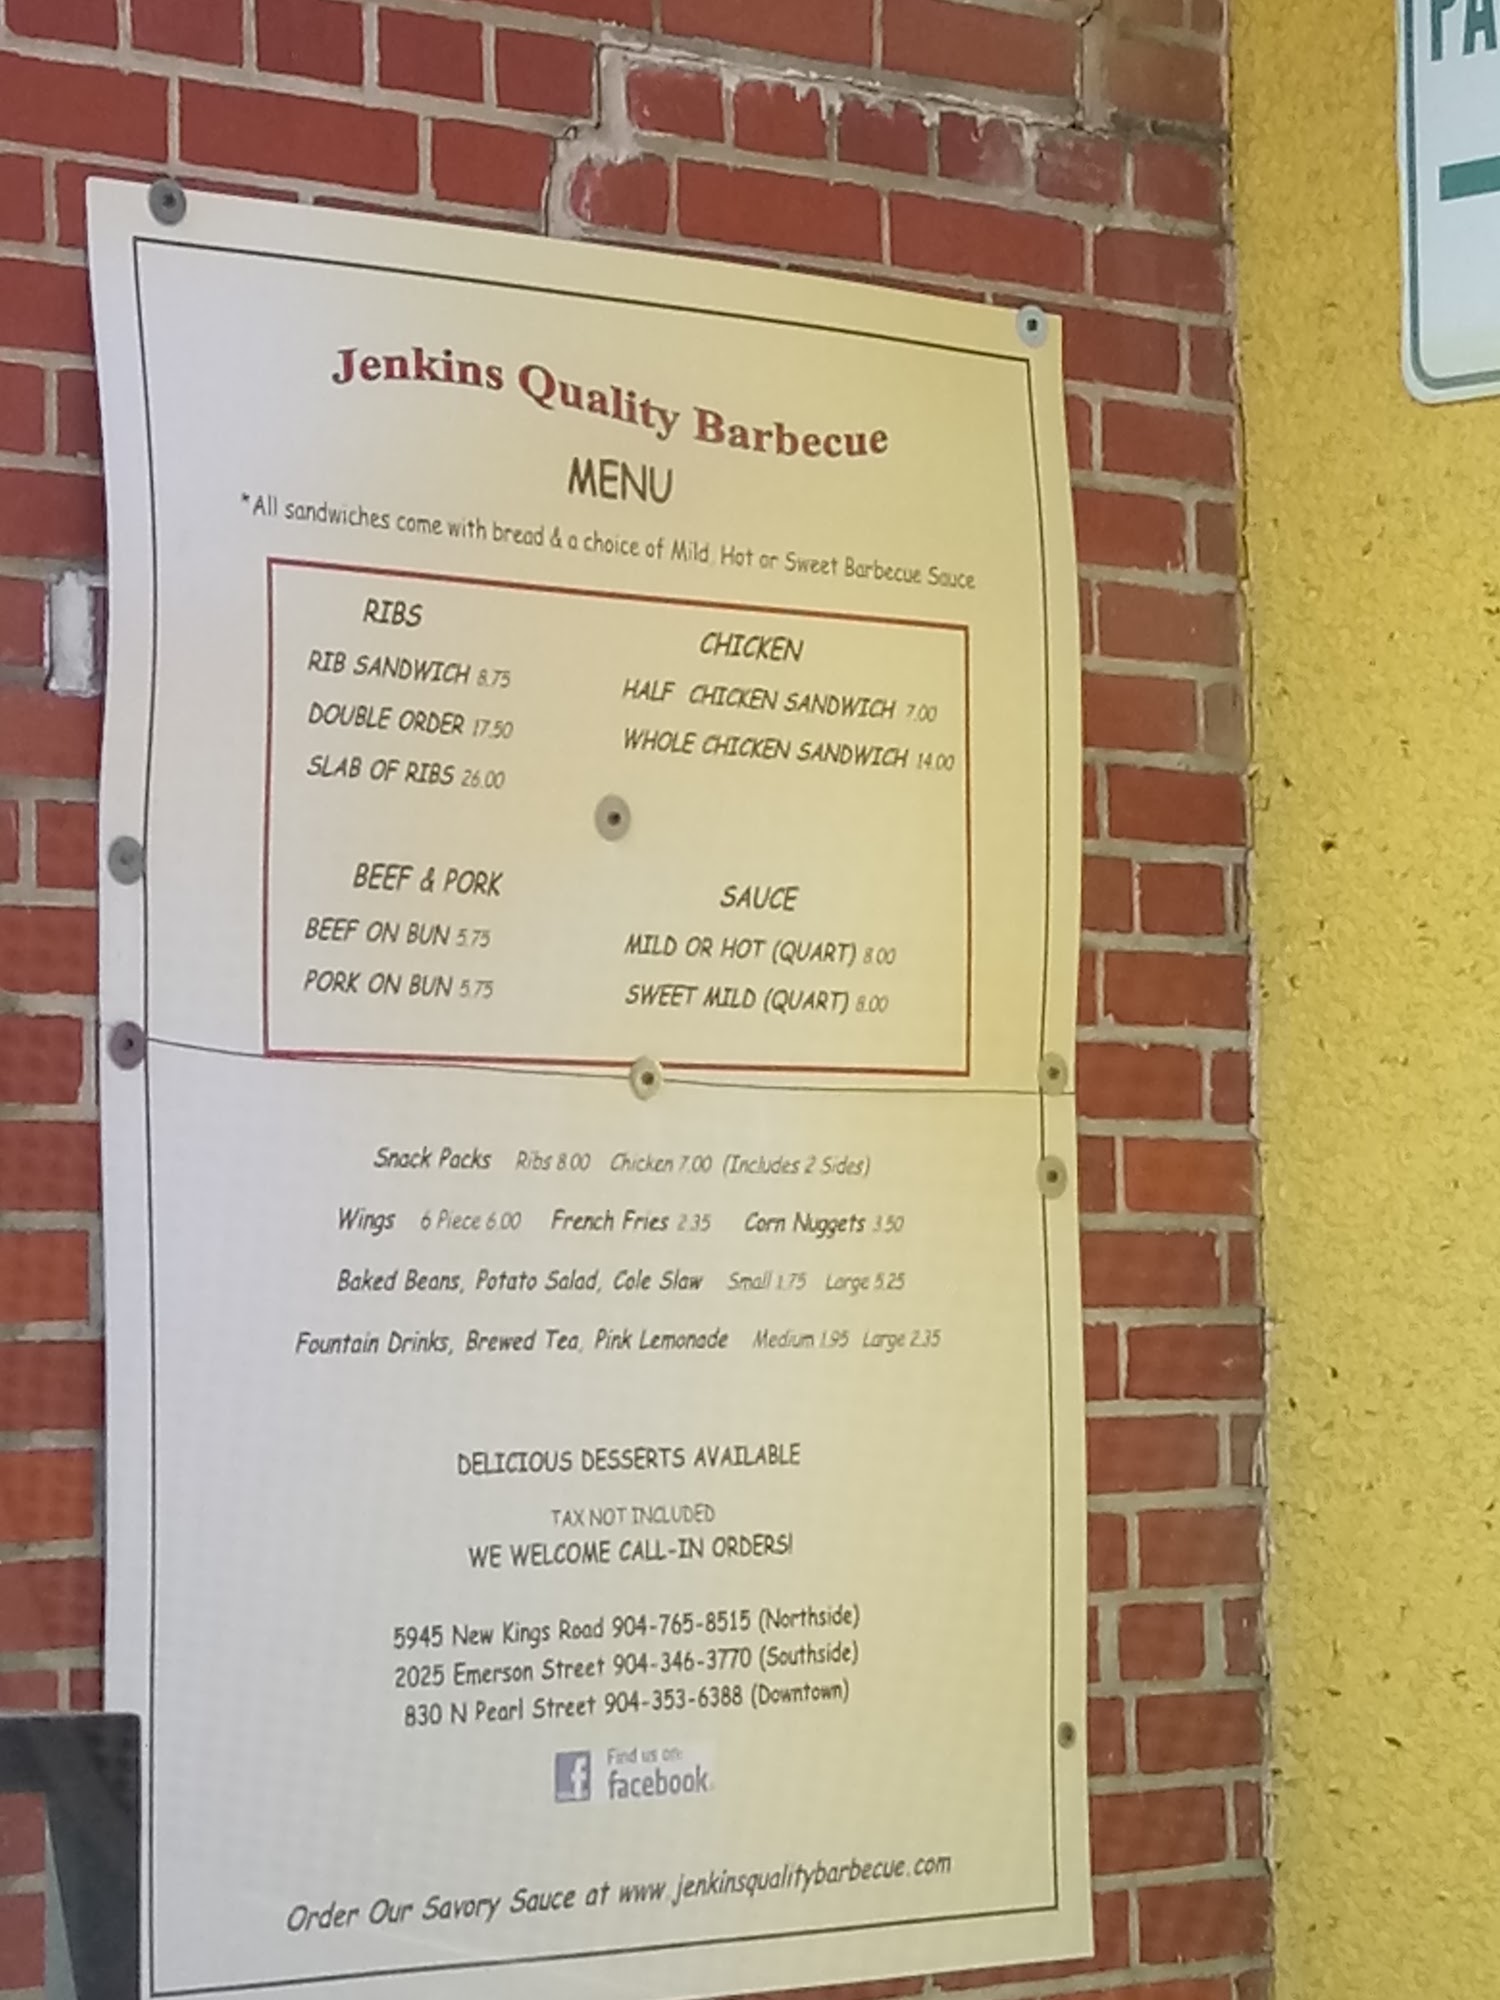 PA
Jenkins Quality Barbecue
MENU
*All sandwiches come with bread & a choice of Mild, Hot or Sweet Barbecue Sauce
RIBS
RIB SANDWICH 8.75
DOUBLE ORDER 17.50
SLAB OF RIBS 26.00
CHICKEN
HALF CHICKEN SANDWICH 7.00
WHOLE CHICKEN SANDWICH 14.00
BEEF & PORK
BEEF ON BUN 5.75
PORK ON BUN 5.75
SAUCE
MILD OR HOT (QUART) 8.00
SWEET MILD (QUART) 8.00
Snack Packs Ribs 8.00 Chicken 7.00 (Includes 2 Sides)
Wings 6 Piece 6.00 French Fries 2.35 Corn Nuggets 3.50
Baked Beans, Potato Salad, Cole Slaw Small 1.75 Large 5.25
Fountain Drinks, Brewed Tea, Pink Lemonade Medium 1.95 Large 2.35
DELICIOUS DESSERTS AVAILABLE
TAX NOT INCLUDED
WE WELCOME CALL-IN ORDERS!
5945 New Kings Road 904-765-8515 (Northside)
2025 Emerson Street 904-346-3770 (Southside)
830 N Pearl Street 904-353-6388 (Downtown)
f Find us on:
facebook.
Order Our Savory Sauce at www.jenkinsqualitybarbecue.com